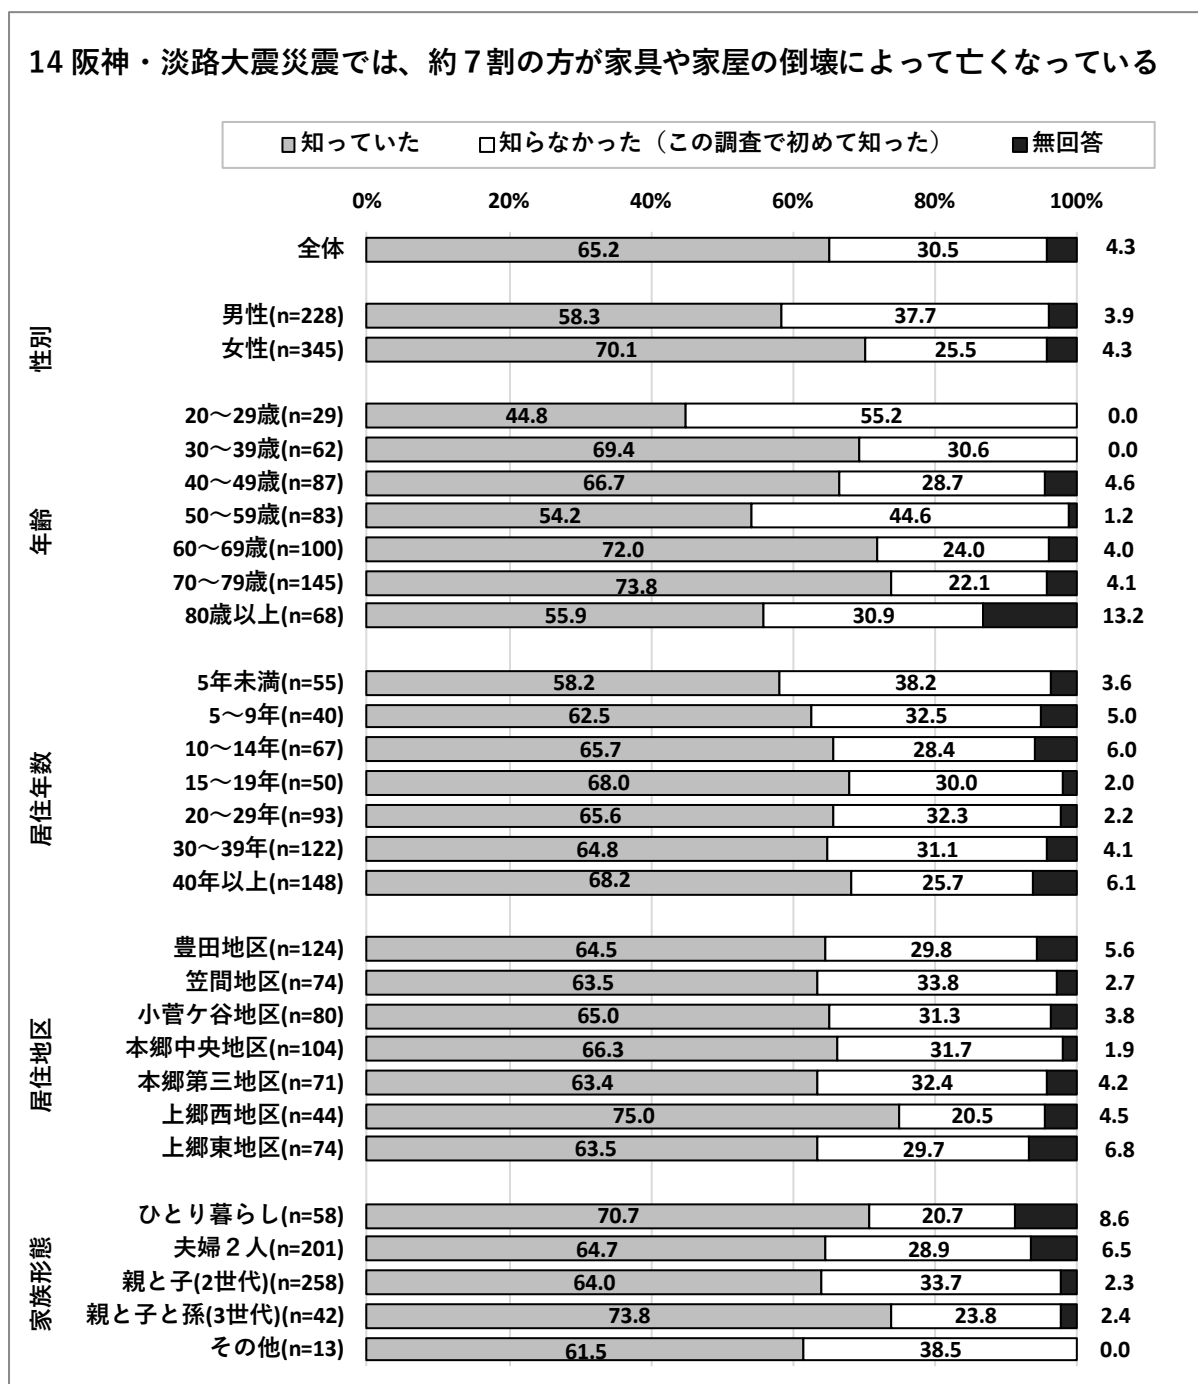 14 阪神・淡路大震災震では、約７割の方が家具や家屋の倒壊によって亡くなっている
知っていた 知らなかった（この調査で初めて知った） 無回答
0% 20% 40% 60% 80% 100%
全体 65.2 30.5 4.3
性別
男性(n=228) 58.3 37.7 3.9
女性(n=345) 70.1 25.5 4.3
年齢
20～29歳(n=29) 44.8 55.2 0.0
30～39歳(n=62) 69.4 30.6 0.0
40～49歳(n=87) 66.7 28.7 4.6
50～59歳(n=83) 54.2 44.6 1.2
60～69歳(n=100) 72.0 24.0 4.0
70～79歳(n=145) 73.8 22.1 4.1
80歳以上(n=68) 55.9 30.9 13.2
居住年数
5年未満(n=55) 58.2 38.2 3.6
5～9年(n=40) 62.5 32.5 5.0
10～14年(n=67) 65.7 28.4 6.0
15～19年(n=50) 68.0 30.0 2.0
20～29年(n=93) 65.6 32.3 2.2
30～39年(n=122) 64.8 31.1 4.1
40年以上(n=148) 68.2 25.7 6.1
居住地区
豊田地区(n=124) 64.5 29.8 5.6
笠間地区(n=74) 63.5 33.8 2.7
小菅ケ谷地区(n=80) 65.0 31.3 3.8
本郷中央地区(n=104) 66.3 31.7 1.9
本郷第三地区(n=71) 63.4 32.4 4.2
上郷西地区(n=44) 75.0 20.5 4.5
上郷東地区(n=74) 63.5 29.7 6.8
家族形態
ひとり暮らし(n=58) 70.7 20.7 8.6
夫婦２人(n=201) 64.7 28.9 6.5
親と子(2世代)(n=258) 64.0 33.7 2.3
親と子と孫(3世代)(n=42) 73.8 23.8 2.4
その他(n=13) 61.5 38.5 0.0